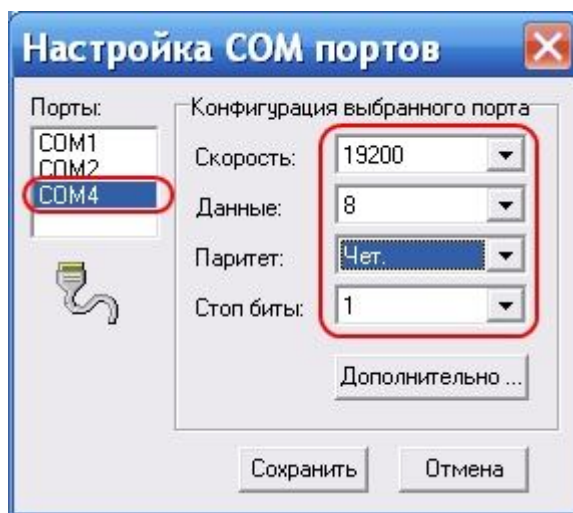 Настройка COM портов
Порты:
COM1
COM2
COM4
Конфигурация выбранного порта
Скорость:
19200
Данные:
8
Паритет:
Чет.
Стоп биты:
1
Дополнительно ...
Сохранить
Отмена